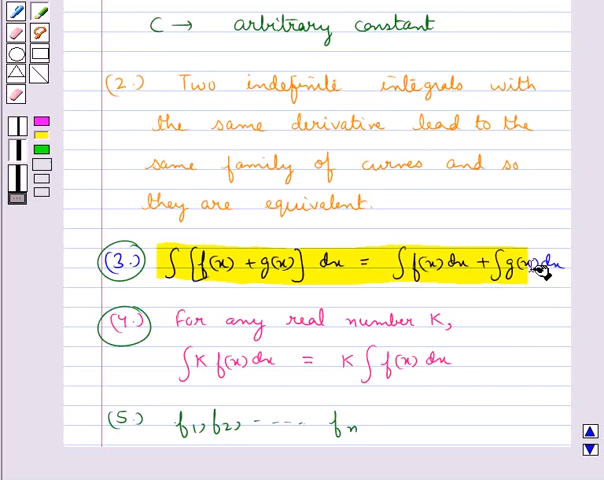 C → arbitrary constant
(2.) Two indefinite integrals with
the same derivative lead to the
same family of curves and so
they are equivalent.
(3.) ∫ [f(x) + g(x)] dx = ∫ f(x) dx + ∫ g(x) dx
(4.) For any real number K,
∫ K f(x) dx = K ∫ f(x) dx
(5.) f₁, f₂, ------- fn